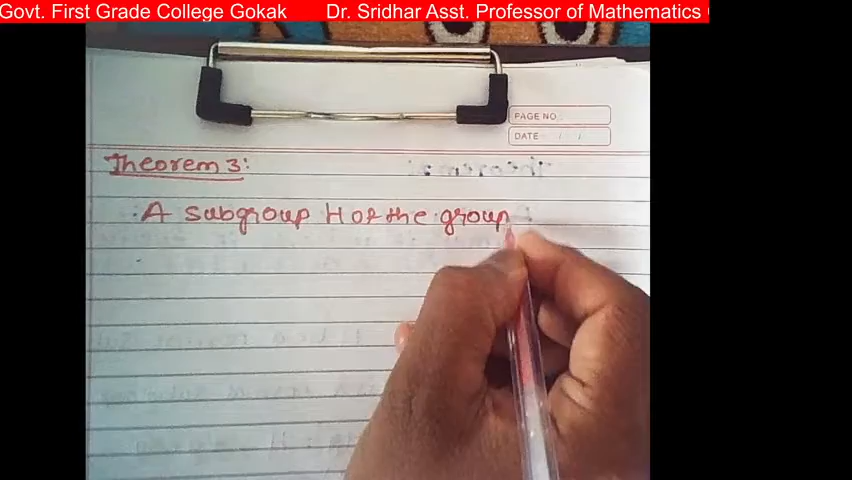 Govt. First Grade College Gokak Dr. Sridhar Asst. Professor of Mathematics
PAGE NO
DATE / /
Theorem 3:
A subgroup H of the group